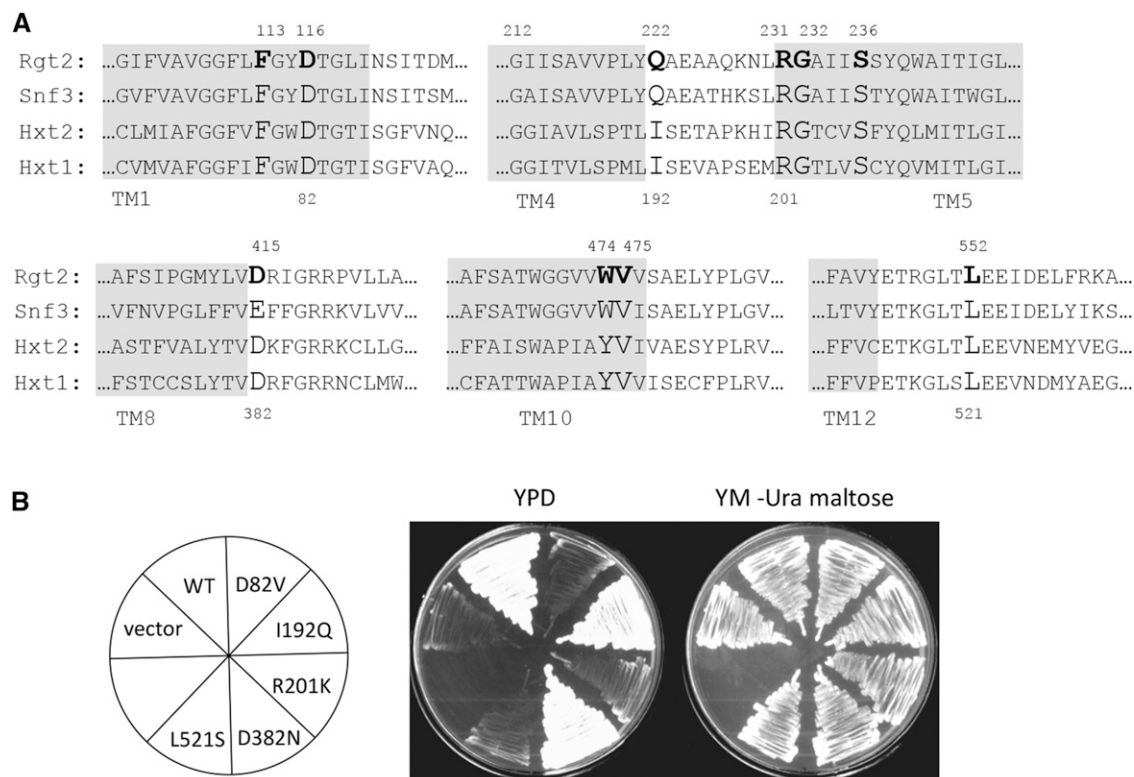 A
113 116 212 222 231 232 236
Rgt2: ...GIFVAVGGFLFGYDTGLINSITDM... ...GIISAVVPLYQAEAAQKNLRGAIISSYQWAITIGL...
Snf3: ...GVFVAVGGFLFGYDTGLINSITSM... ...GAISAVVPLYQAEATHKSLRGAIISTYQWAITWGL...
Hxt2: ...CLMIAFGGFVFGWDTGTISGFVNQ... ...GGIAVLSPTLISETAPKHIRGTCVSFYQLMITLGI...
Hxt1: ...CVMVAFGGFIFGWDTGTISGFVAQ... ...GGITVLSPMLISEVAPSEMRGTLVSCYQVMITLGI...
TM1 82 TM4 192 201 TM5
415 474 475 552
Rgt2: ...AFSIPGMYLVDRIGRRPVLLA... ...AFSATWGGVVWVVSAELYPLGV... ...FAVYETRGLTLEEIDELFRKA...
Snf3: ...VFNVPGLFFVEFFGRRKVLVV... ...AFSATWGGVVWVISAELYPLGV... ...LTVYETKGLTLEEIDELYIKS...
Hxt2: ...ASTFVALYTVDKFGRRKCLLG... ...FFAISWAPIAYVIVAESYPLRV... ...FFVCETKGLTLEEVNEMYVEG...
Hxt1: ...FSTCCSLYTVDRFGRRNCLMW... ...CFATTWAPIAYVVISECFPLRV... ...FFVPETKGLSLEEVNDMYAEG...
TM8 382 TM10 TM12 521
B
YPD YM -Ura maltose
WT D82V
vector I192Q
R201K
L521S D382N